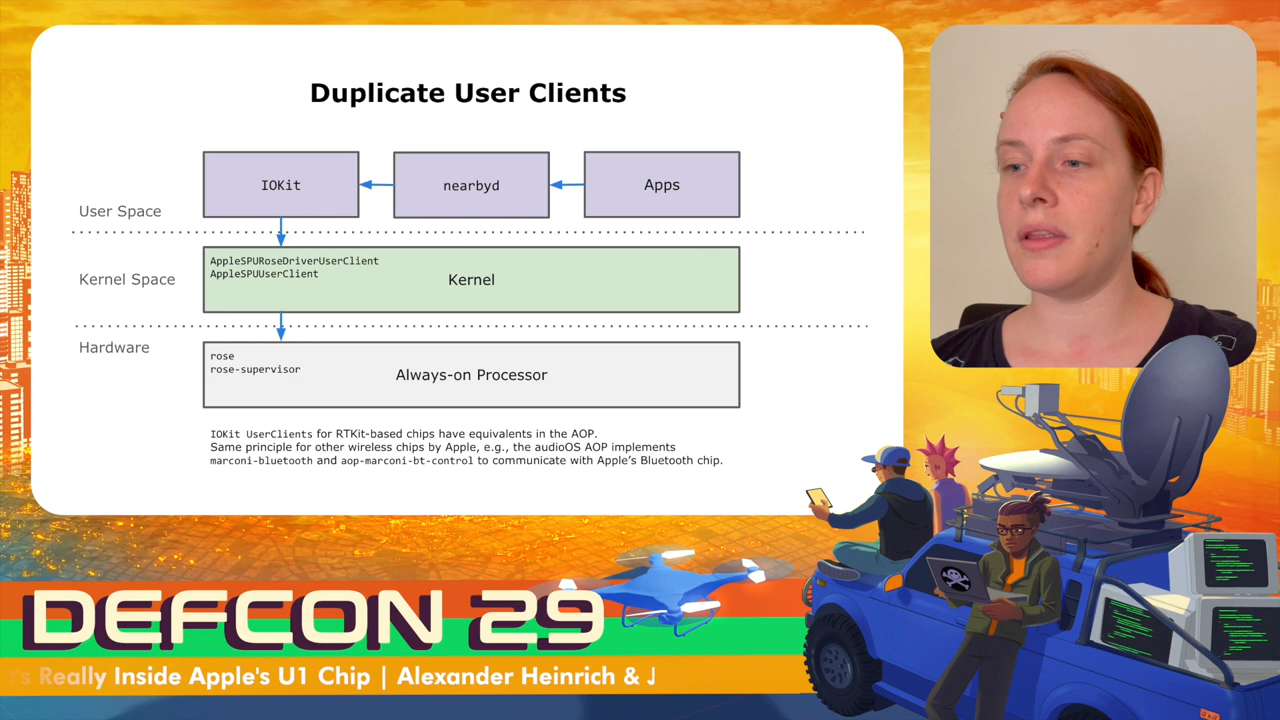 Duplicate User Clients
IOKit
nearbyd
Apps
User Space
AppleSPURoseDriverUserClient
AppleSPUUserClient
Kernel
Kernel Space
Hardware
rose
rose-supervisor
Always-on Processor
IOKit UserClients for RTKit-based chips have equivalents in the AOP.
Same principle for other wireless chips by Apple, e.g., the audioOS AOP implements
marconi-bluetooth and aop-marconi-bt-control to communicate with Apple’s Bluetooth chip.
DEFCON 29
's Really Inside Apple's U1 Chip | Alexander Heinrich & J